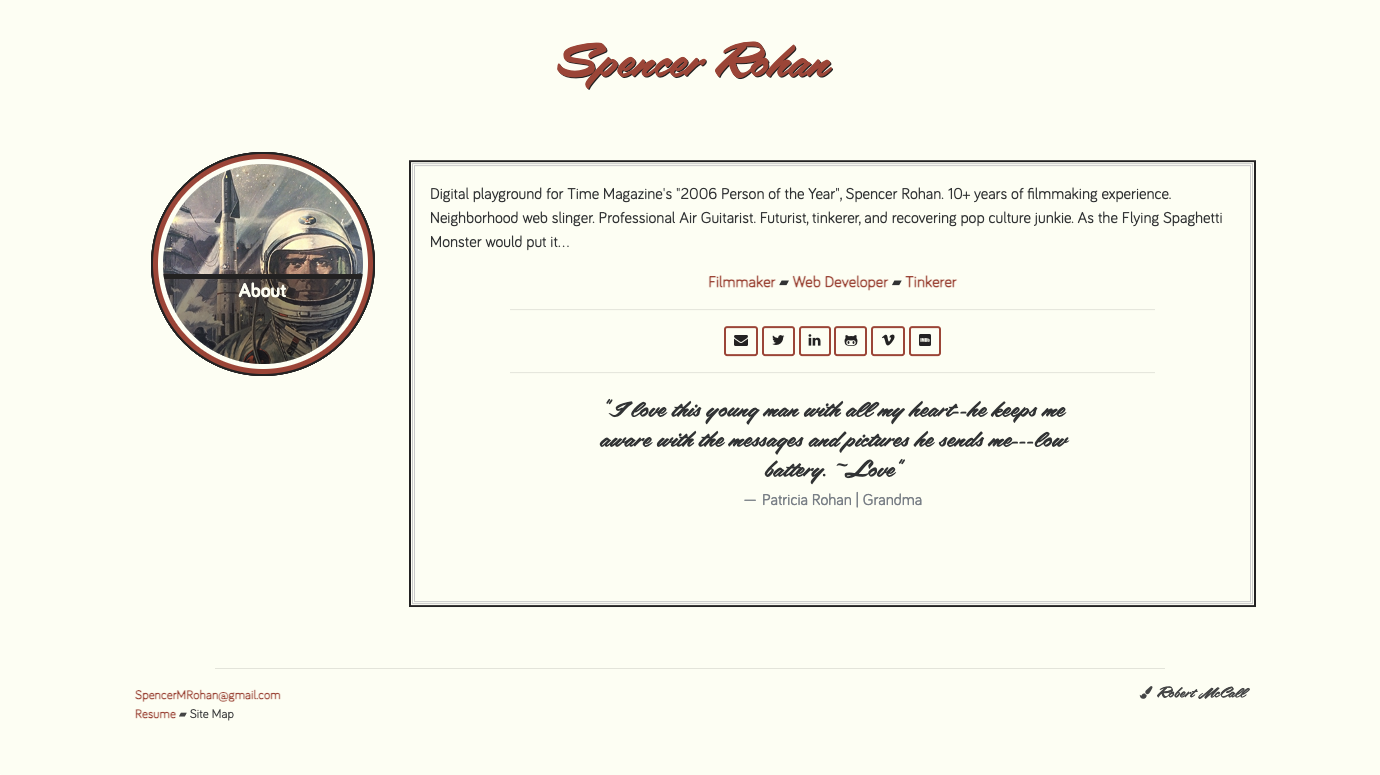 Spencer Rohan
About
Digital playground for Time Magazine's "2006 Person of the Year", Spencer Rohan. 10+ years of filmmaking experience.
Neighborhood web slinger. Professional Air Guitarist. Futurist, tinkerer, and recovering pop culture junkie. As the Flying Spaghetti
Monster would put it...
Filmmaker ▰ Web Developer ▰ Tinkerer
"I love this young man with all my heart--he keeps me
aware with the messages and pictures he sends me---low
battery. ~Love"
— Patricia Rohan | Grandma
SpencerMRohan@gmail.com
Resume ▰ Site Map
Robert McCall